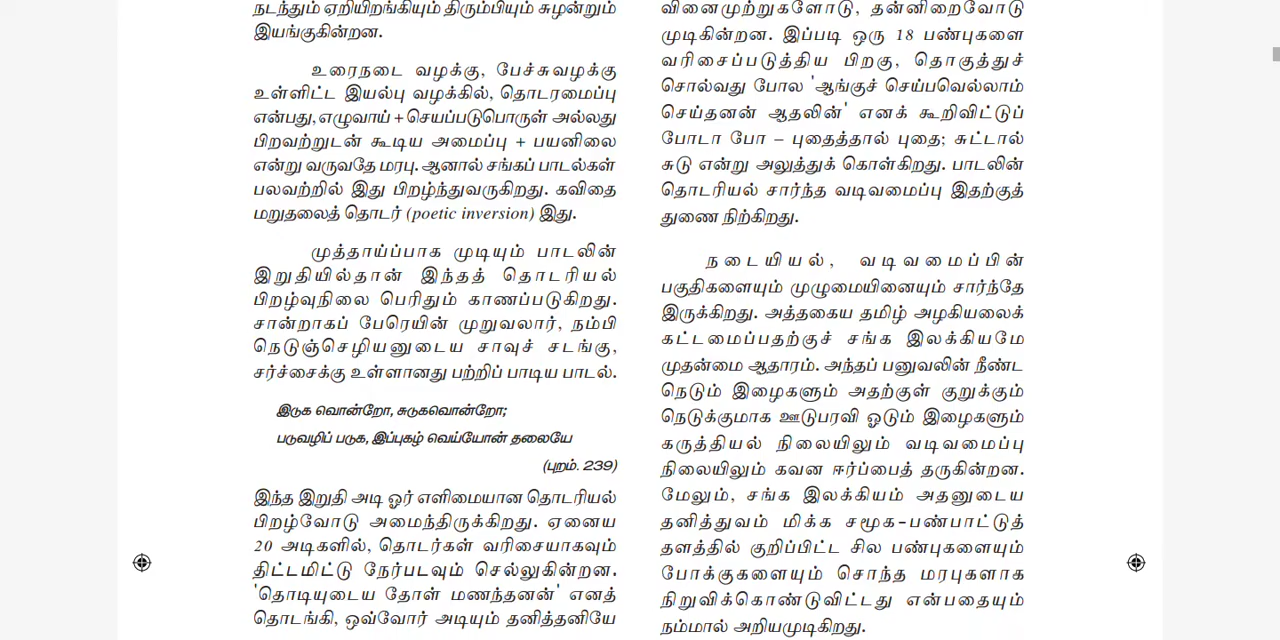 நடந்தும் ஏறியிறங்கியும் திரும்பியும் சுழன்றும்
இயங்குகின்றன.
உரைநடை வழக்கு, பேச்சுவழக்கு
உள்ளிட்ட இயல்பு வழக்கில், தொடரமைப்பு
என்பது, எழுவாய் + செயப்படுபொருள் அல்லது
பிறவற்றுடன் கூடிய அமைப்பு + பயனிலை
என்று வருவதே மரபு. ஆனால் சங்கப் பாடல்கள்
பலவற்றில் இது பிறழ்ந்துவருகிறது. கவிதை
மறுதலைத் தொடர் (poetic inversion) இது.
முத்தாய்ப்பாக முடியும் பாடலின்
இறுதியில்தான் இந்தத் தொடரியல்
பிறழ்வுநிலை பெரிதும் காணப்படுகிறது.
சான்றாகப் பேரெயின் முறுவலார், நம்பி
நெடுஞ்செழியனுடைய சாவுச் சடங்கு,
சர்ச்சைக்கு உள்ளானது பற்றிப் பாடிய பாடல்.
இடுக வொன்றோ, சுடுகவொன்றோ;
படுவழிப் படுக, இப்புகழ் வெய்யோன் தலையே
(புறம். 239)
இந்த இறுதி அடி ஓர் எளிமையான தொடரியல்
பிறழ்வோடு அமைந்திருக்கிறது. ஏனைய
20 அடிகளில், தொடர்கள் வரிசையாகவும்
திட்டமிட்டு நேர்படவும் செல்லுகின்றன.
'தொடியுடைய தோள் மணந்தனன்' எனத்
தொடங்கி, ஒவ்வோர் அடியும் தனித்தனியே
வினைமுற்றுகளோடு, தன்னிறைவோடு
முடிகின்றன. இப்படி ஒரு 18 பண்புகளை
வரிசைப்படுத்திய பிறகு, தொகுத்துச்
சொல்வது போல 'ஆங்குச் செய்பவெல்லாம்
செய்தனன் ஆதலின்' எனக் கூறிவிட்டுப்
போடா போ – புதைத்தால் புதை; சுட்டால்
சுடு என்று அலுத்துக் கொள்கிறது. பாடலின்
தொடரியல் சார்ந்த வடிவமைப்பு இதற்குத்
துணை நிற்கிறது.
நடையியல், வடிவமைப்பின்
பகுதிகளையும் முழுமையினையும் சார்ந்தே
இருக்கிறது. அத்தகைய தமிழ் அழகியலைக்
கட்டமைப்பதற்குச் சங்க இலக்கியமே
முதன்மை ஆதாரம். அந்தப் பனுவலின் நீண்ட
நெடும் இழைகளும் அதற்குள் குறுக்கும்
நெடுக்குமாக ஊடுபரவி ஓடும் இழைகளும்
கருத்தியல் நிலையிலும் வடிவமைப்பு
நிலையிலும் கவன ஈர்ப்பைத் தருகின்றன.
மேலும், சங்க இலக்கியம் அதனுடைய
தனித்துவம் மிக்க சமூக-பண்பாட்டுத்
தளத்தில் குறிப்பிட்ட சில பண்புகளையும்
போக்குகளையும் சொந்த மரபுகளாக
நிறுவிக்கொண்டுவிட்டது என்பதையும்
நம்மால் அறியமுடிகிறது.